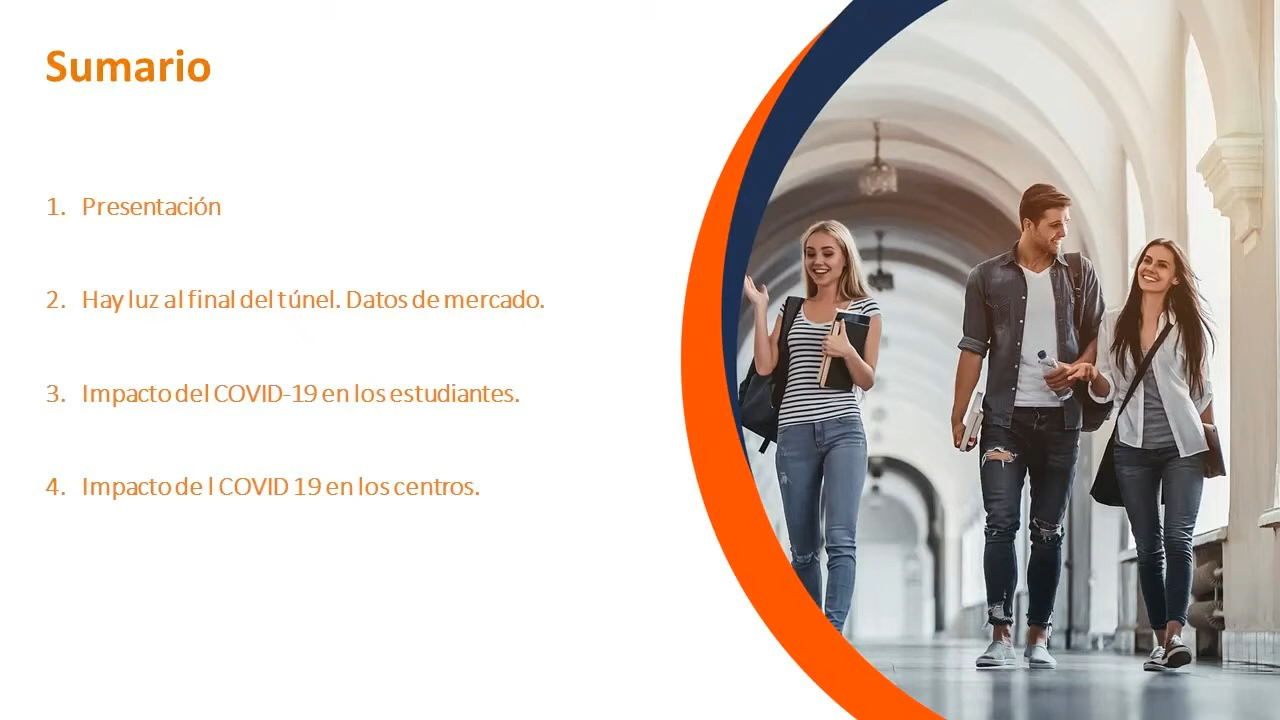 Sumario
1. Presentación
2. Hay luz al final del túnel. Datos de mercado.
3. Impacto del COVID-19 en los estudiantes.
4. Impacto de l COVID 19 en los centros.